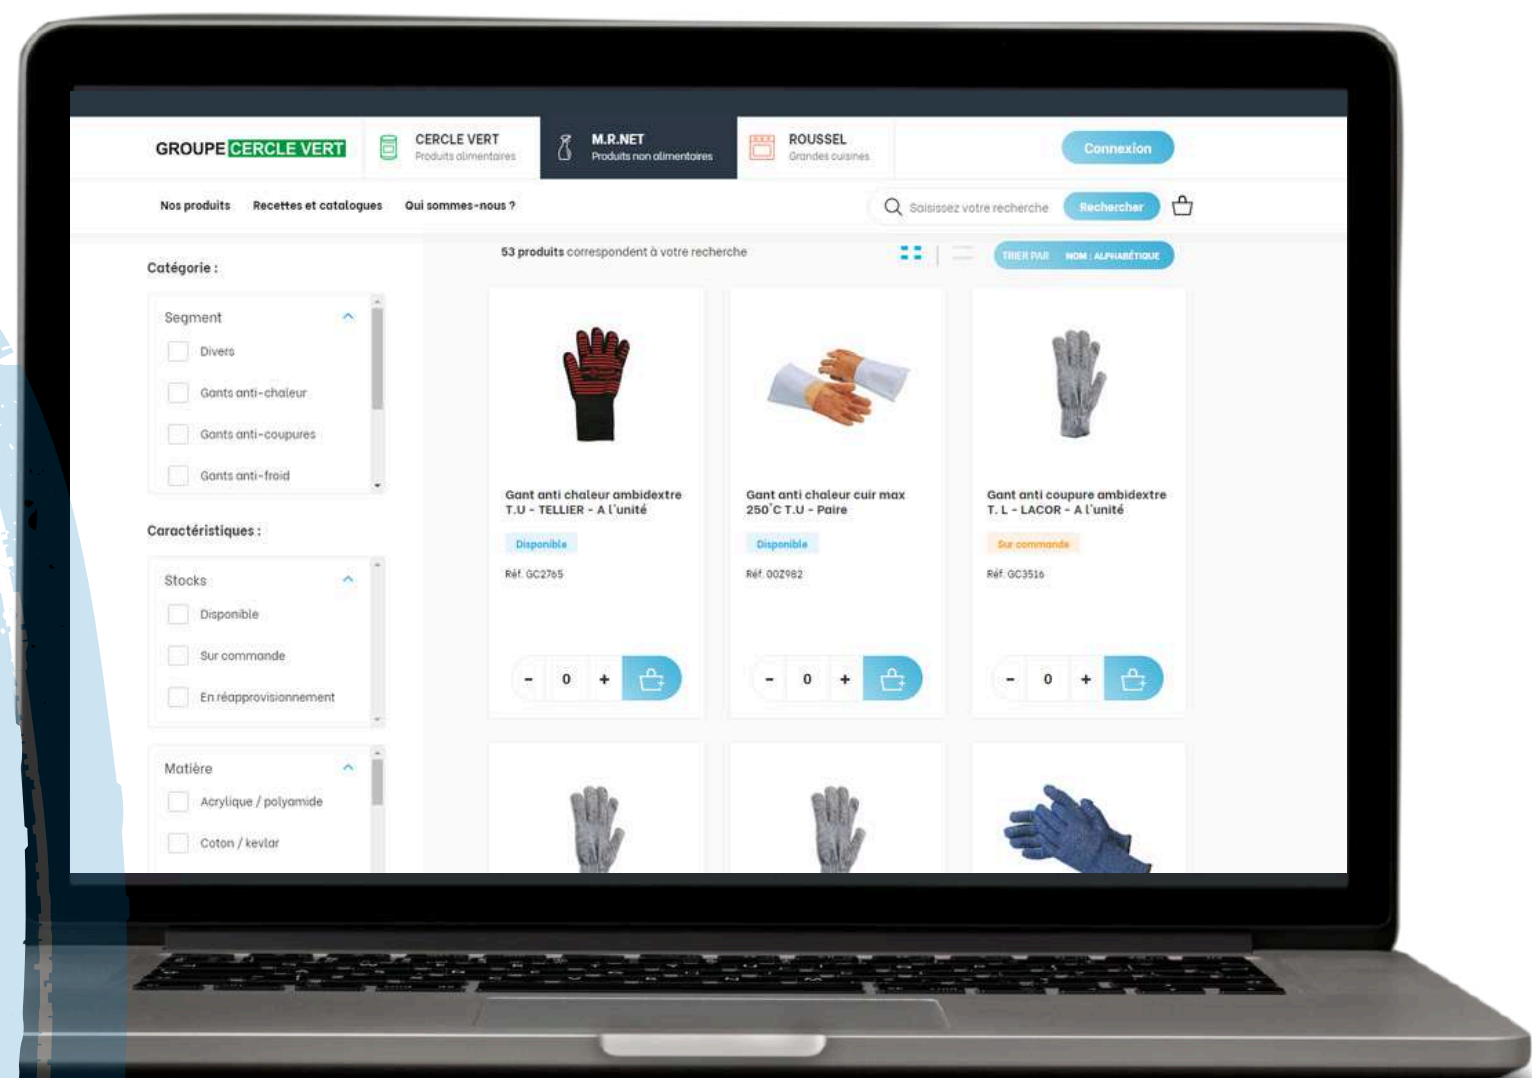 GROUPE CERCLE VERT
CERCLE VERT
Produits alimentaires
M.R.NET
Produits non alimentaires
ROUSSEL
Grandes cuisines
Connexion
Nos produits
Recettes et catalogues
Qui sommes-nous ?
Saisissez votre recherche
Rechercher
53 produits correspondent à votre recherche
TRIER PAR
NOM : ALPHABÉTIQUE
Catégorie :
Segment
Divers
Gants anti-chaleur
Gants anti-coupures
Gants anti-froid
Caractéristiques :
Stocks
Disponible
Sur commande
En réapprovisionnement
Matière
Acrylique / polyamide
Coton / kevlar
Gant anti chaleur ambidextre
T.U - TELLIER - A l'unité
Disponible
Réf. GC2765
- 0 +
Gant anti chaleur cuir max
250°C T.U - Paire
Disponible
Réf. 00Z982
- 0 +
Gant anti coupure ambidextre
T. L - LACOR - A l'unité
Sur commande
Réf. GC3516
- 0 +